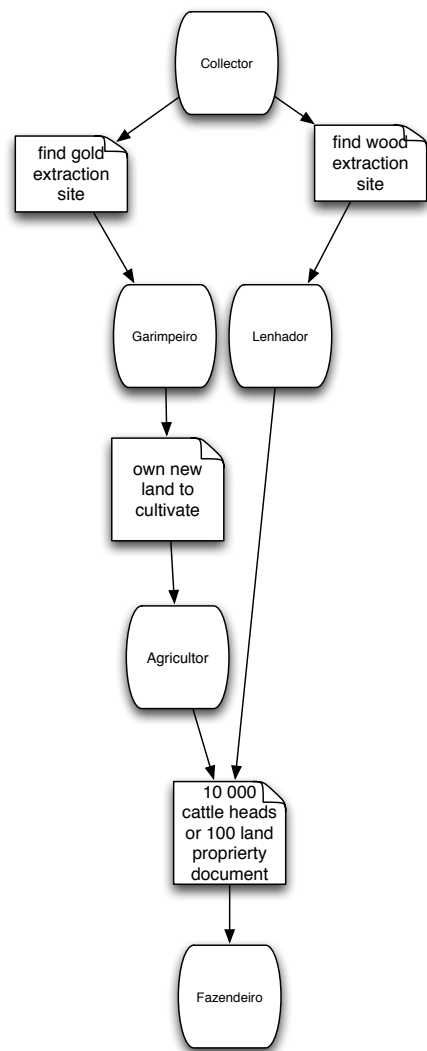 Collector
find gold
extraction
site
find wood
extraction
site
Garimpeiro
Lenhador
own new
land to
cultivate
Agricultor
10 000
cattle heads
or 100 land
proprierty
document
Fazendeiro